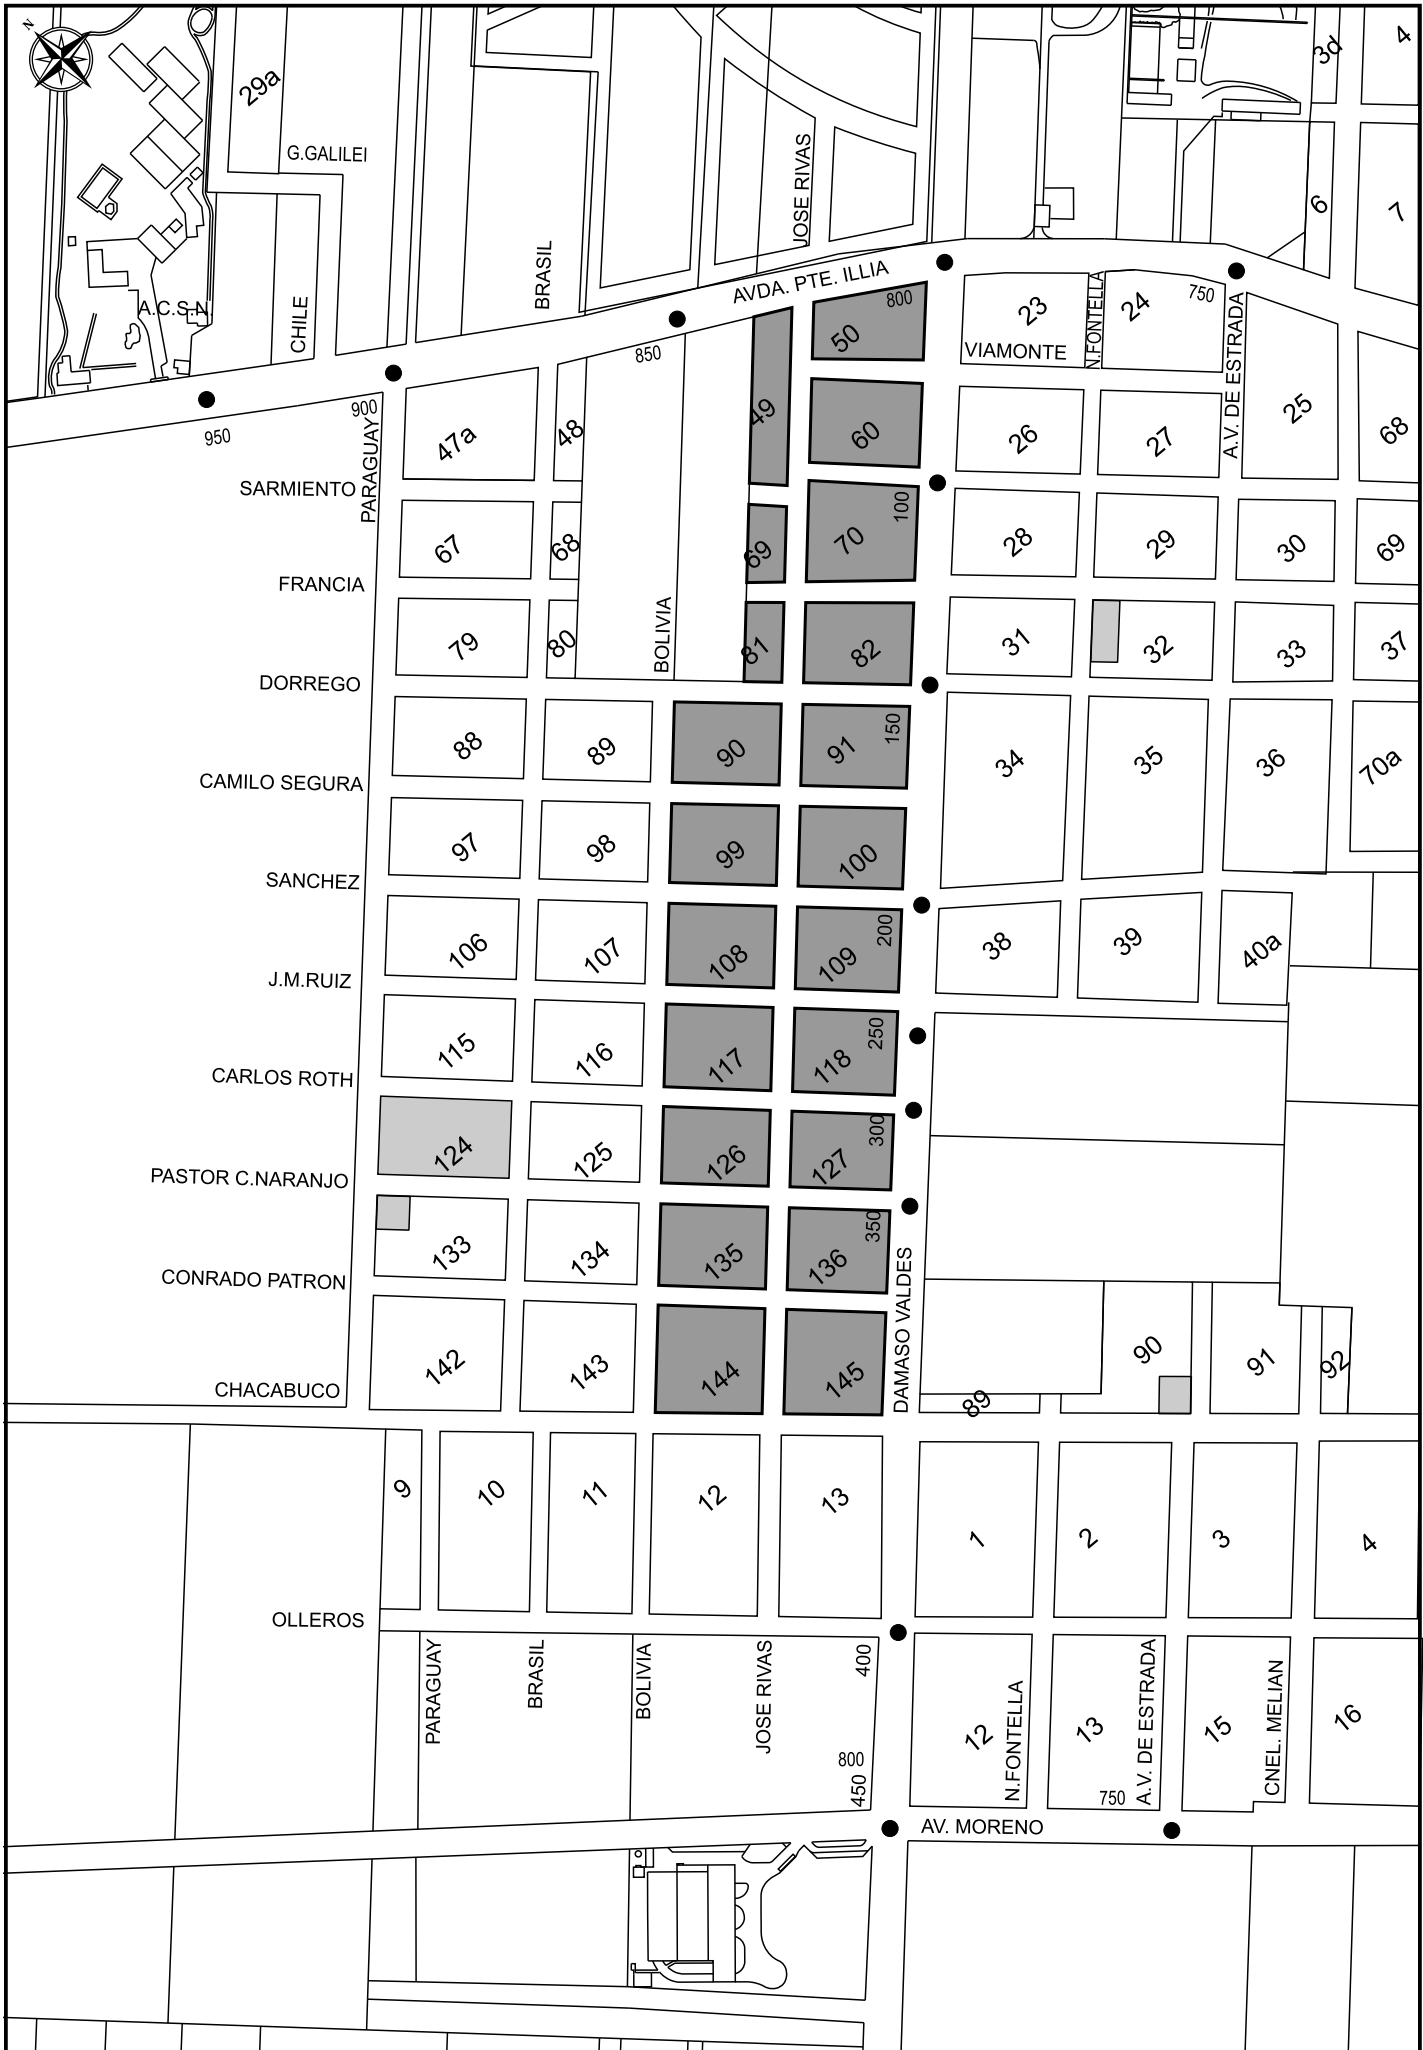 N
3d
4
29a
G.GALILEI
JOSE RIVAS
6
7
BRASIL
AVDA. PTE. ILLIA
A.C.S.N.
CHILE
800
23
N.FONTELLA
24
750
50
VIAMONTE
850
A.V. DE ESTRADA
900
950
PARAGUAY
47a
48
49
60
26
27
25
68
SARMIENTO
100
67
68
69
70
28
29
30
69
FRANCIA
BOLIVIA
79
80
81
82
31
32
33
37
DORREGO
150
88
89
90
91
34
35
36
70a
CAMILO SEGURA
97
98
99
100
SANCHEZ
200
106
107
108
109
38
39
40a
J.M.RUIZ
250
115
116
117
118
CARLOS ROTH
300
124
125
126
127
PASTOR C.NARANJO
350
133
134
135
136
CONRADO PATRON
DAMASO VALDES
142
143
144
145
90
91
92
CHACABUCO
89
9
10
11
12
13
1
2
3
4
OLLEROS
PARAGUAY
BRASIL
BOLIVIA
JOSE RIVAS
400
12
N.FONTELLA
13
A.V. DE ESTRADA
15
CNEL. MELIAN
16
800
450
750
AV. MORENO